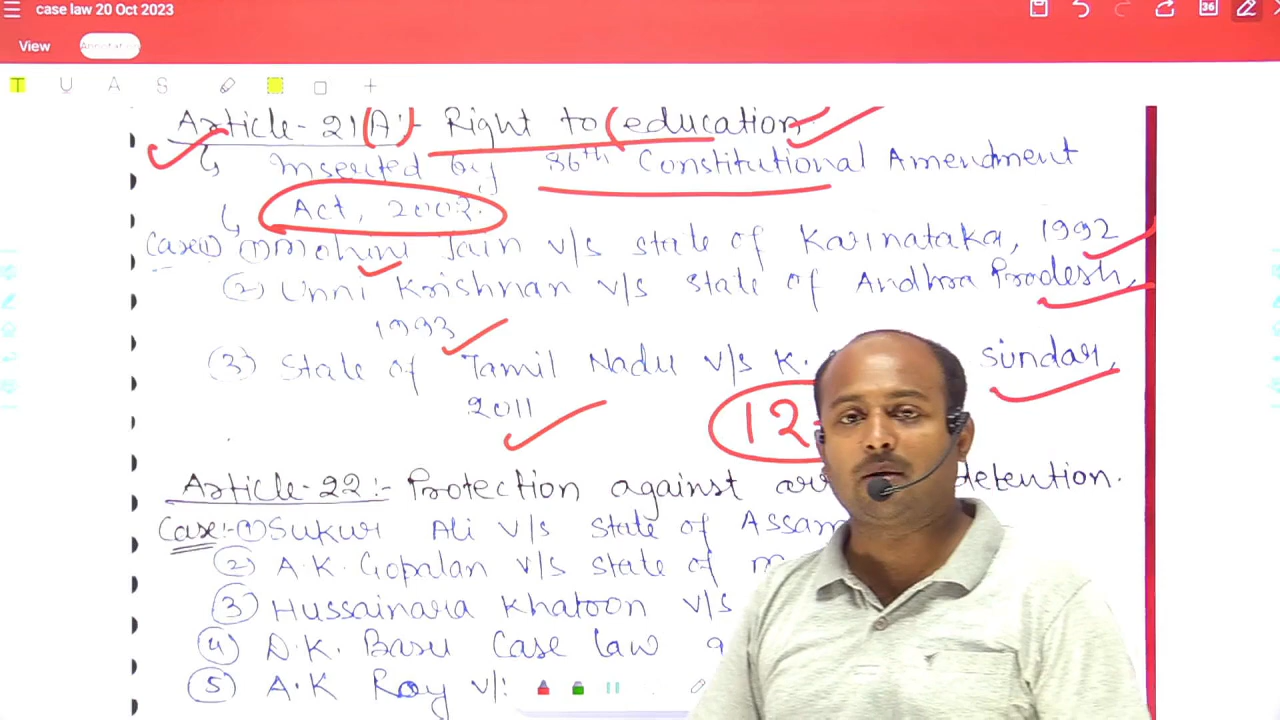 case law 20 Oct 2023
36
View
Annotation
T U A S
Article-21(A):- Right to education
Inserted by 86th Constitutional Amendment
Act, 2002.
Case:- (1) Mohini Jain v/s state of Karinataka, 1992
(2) Unni Krishnan v/s state of Andhra Pradesh,
1993
(3) State of Tamil Nadu v/s K. Sundar,
2011
12
Article-22:- Protection against detention.
Case:- (1) Sukur Ali v/s state of Assam
(2) A.K. Gopalan v/s state of
(3) Hussainara Khatoon v/s
(4) D.K. Basu Case law
(5) A.K Roy v/s